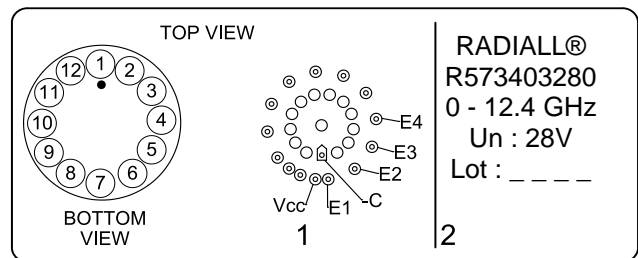 TOP VIEW
1
2
3
4
5
6
7
8
9
10
11
12
BOTTOM
VIEW
E4
E3
E2
-C
E1
Vcc
1
RADIALL®
R573403280
0 - 12.4 GHz
Un : 28V
Lot : _ _ _ _
2